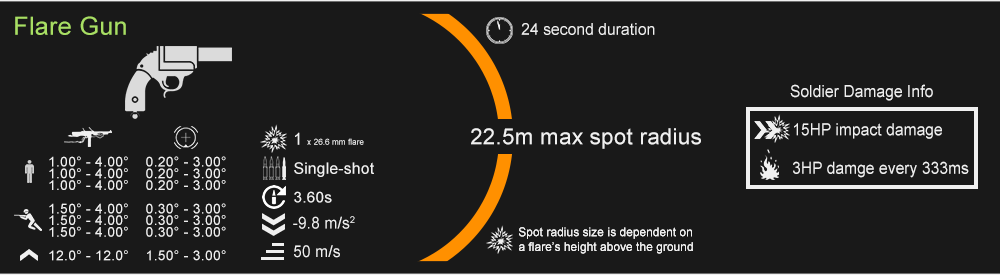 Flare Gun
1.00° - 4.00° 0.20° - 3.00°
1.00° - 4.00° 0.20° - 3.00°
1.00° - 4.00° 0.20° - 3.00°
1.50° - 4.00° 0.30° - 3.00°
1.50° - 4.00° 0.30° - 3.00°
1.50° - 4.00° 0.30° - 3.00°
12.0° - 12.0° 1.50° - 3.00°
1 x 26.6 mm flare
Single-shot
3.60s
-9.8 m/s²
50 m/s
24 second duration
22.5m max spot radius
Spot radius size is dependent on
a flare's height above the ground
Soldier Damage Info
15HP impact damage
3HP damge every 333ms